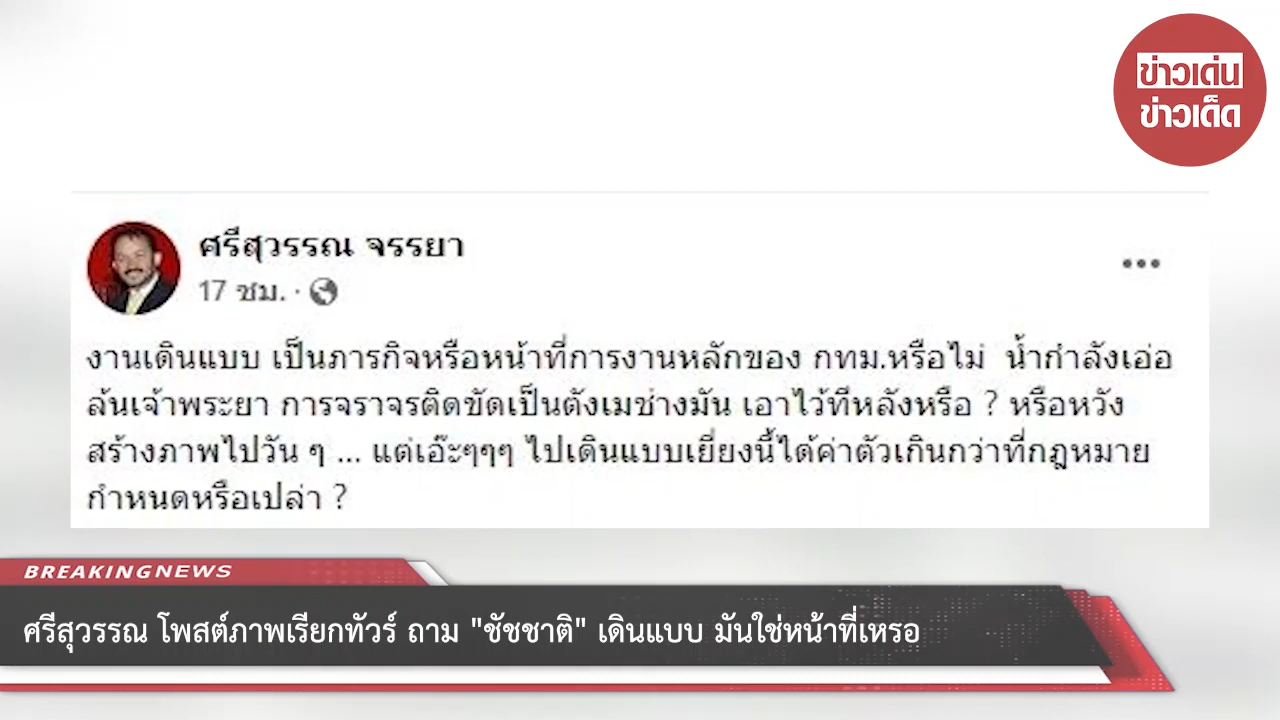 ข่าวเด่น
ข่าวเด็ด
ศรีสุวรรณ จรรยา
17 ชม. ·
งานเดินแบบ เป็นภารกิจหรือหน้าที่การงานหลักของ กทม.หรือไม่ น้ำกำลังเอ่อ
ล้นเจ้าพระยา การจราจรติดขัดเป็นตังเมช่างมัน เอาไว้ทีหลังหรือ ? หรือหวัง
สร้างภาพไปวัน ๆ ... แต่เอ๊ะๆๆๆ ไปเดินแบบเยี่ยงนี้ได้ค่าตัวเกินกว่าที่กฎหมาย
กำหนดหรือเปล่า ?
BREAKINGNEWS
ศรีสุวรรณ โพสต์ภาพเรียกทัวร์ ถาม "ชัชชาติ" เดินแบบ มันใช่หน้าที่เหรอ